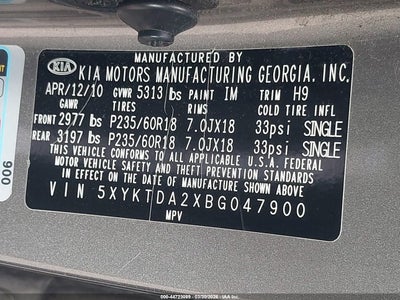 MANUFACTURED BY
KIA KIA MOTORS MANUFACTURING GEORGIA, INC.
APR/12/10 GVWR 5313 lbs PAINT IM TRIM H9
GAWR TIRES RIMS COLD TIRE INFL
FRONT 2977 lbs P235/60R18 7.0JX18 33psi SINGLE
REAR 3197 lbs P235/60R18 7.0JX18 33psi SINGLE
THIS VEHICLE CONFORMS TO ALL APPLICABLE U.S.A. FEDERAL
MOTOR VEHICLE SAFETY AND THEFT PREVENTION STANDARDS
IN EFFECT ON THE DATE OF MANUFACTURE SHOWN ABOVE
VIN 5XYKTDA2XBG047900
MPV
900